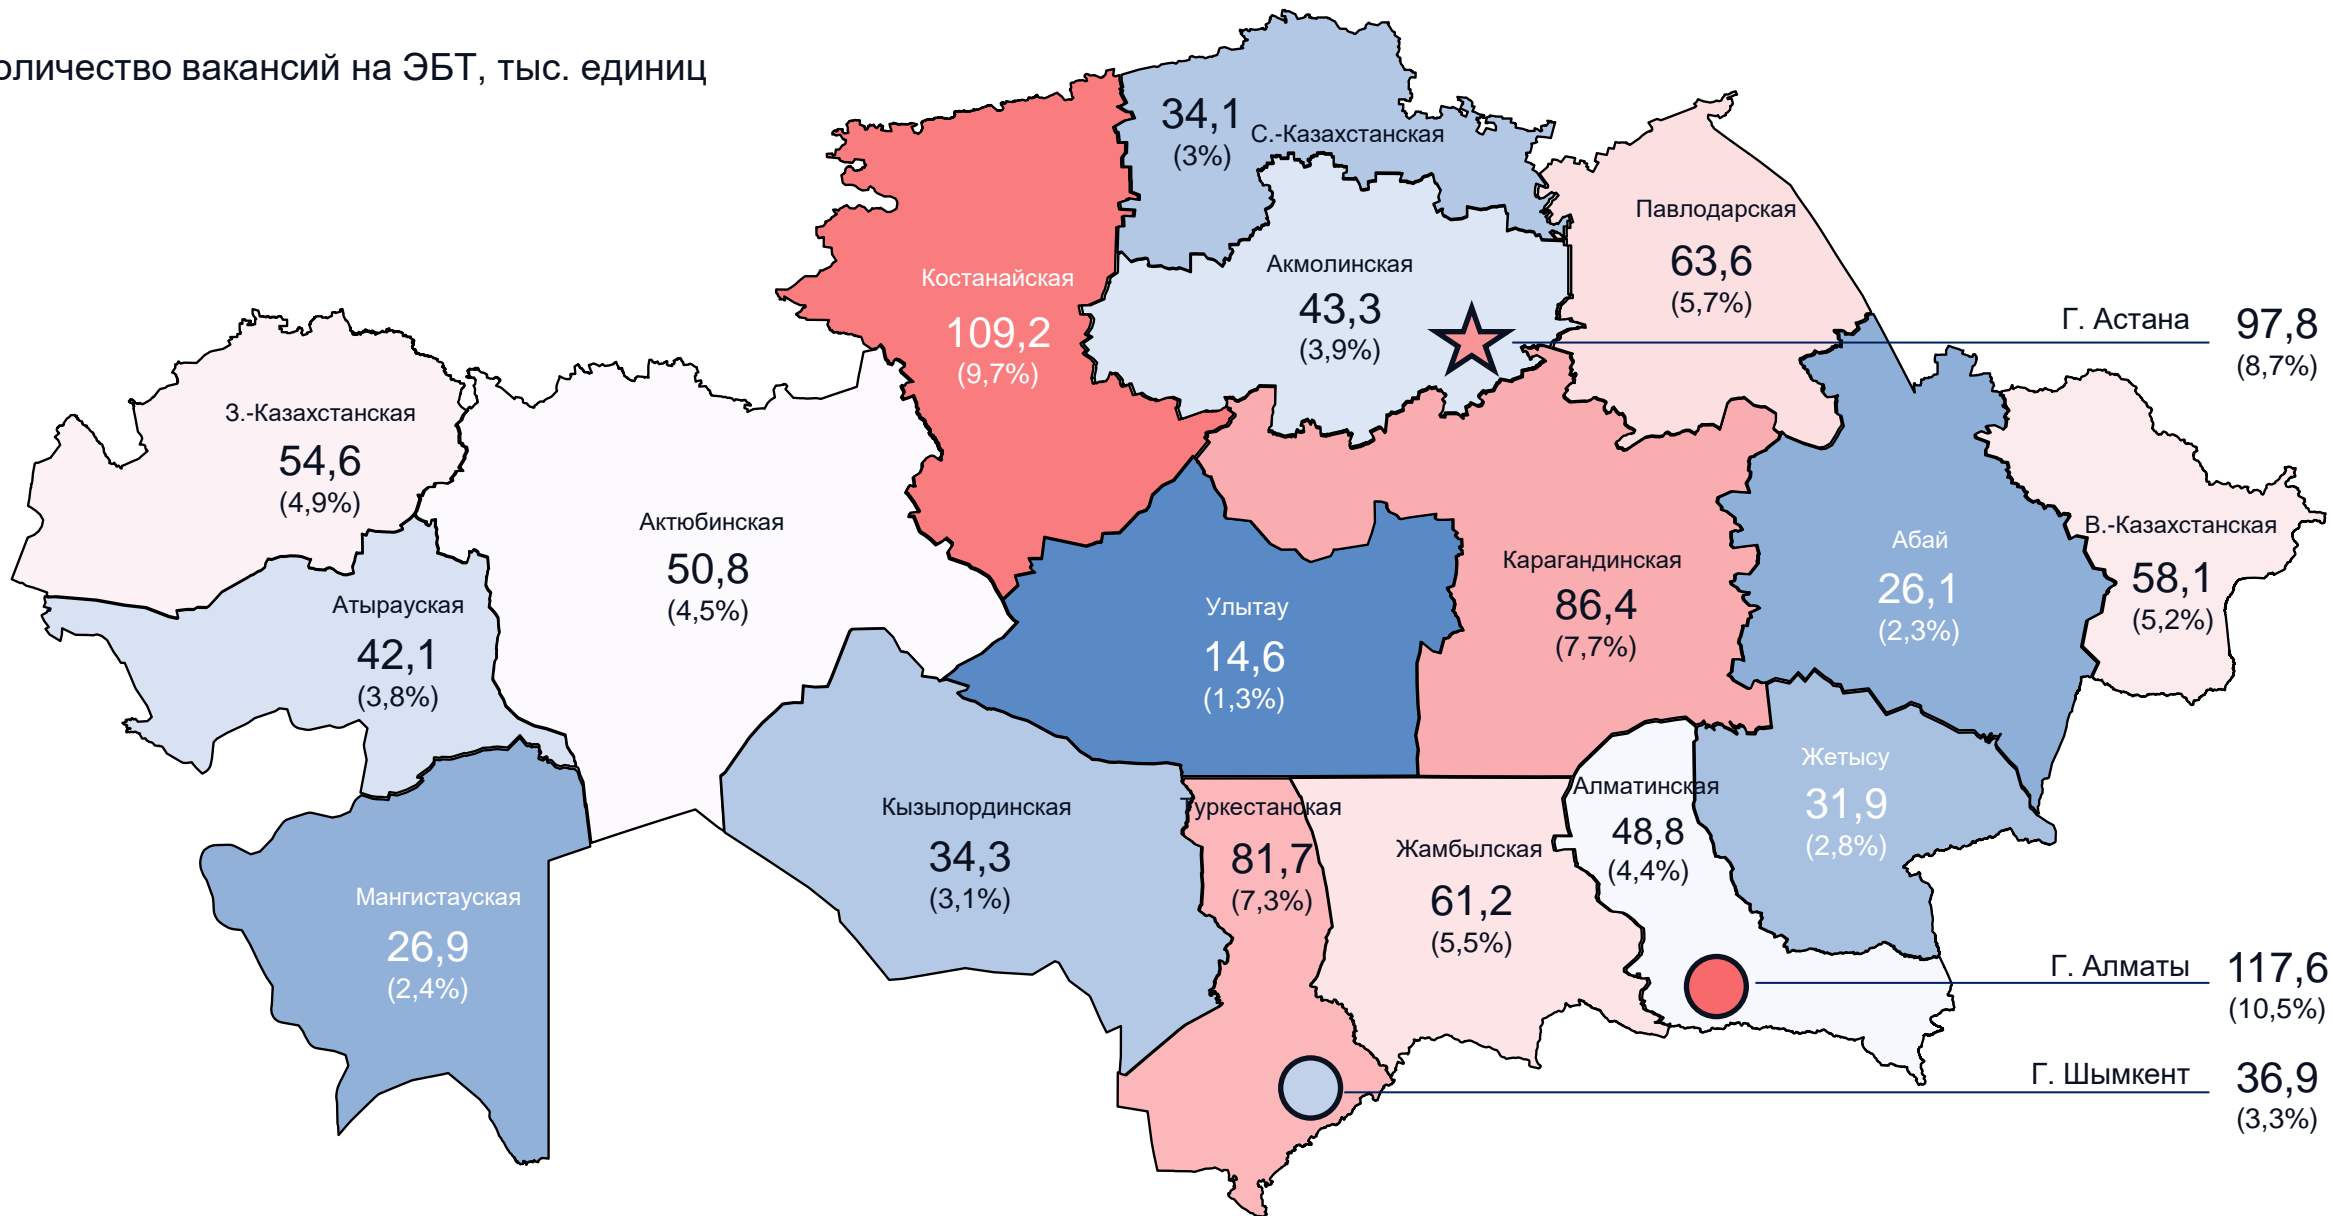 оличество вакансий на ЭБТ, тыс. единиц
34,1
С.-Казахстанская
(3%)
Павлодарская
63,6
(5,7%)
Костанайская
109,2
(9,7%)
Акмолинская
43,3
(3,9%)
Г. Астана
97,8
(8,7%)
З.-Казахстанская
54,6
(4,9%)
Актюбинская
50,8
(4,5%)
Атырауская
42,1
(3,8%)
Улытау
14,6
(1,3%)
Карагандинская
86,4
(7,7%)
Абай
26,1
(2,3%)
В.-Казахстанская
58,1
(5,2%)
Мангистауская
26,9
(2,4%)
Кызылординская
34,3
(3,1%)
Туркестанская
81,7
(7,3%)
Жамбылская
61,2
(5,5%)
Алматинская
48,8
(4,4%)
Жетысу
31,9
(2,8%)
Г. Алматы
117,6
(10,5%)
Г. Шымкент
36,9
(3,3%)